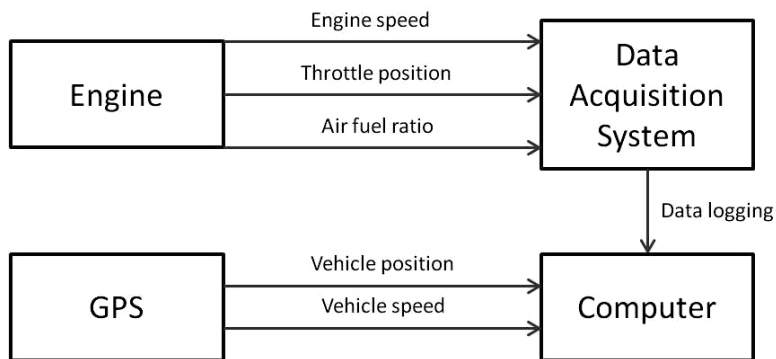 Engine speed
Engine
Throttle position
Air fuel ratio
Data
Acquisition
System
Data logging
GPS
Vehicle position
Vehicle speed
Computer